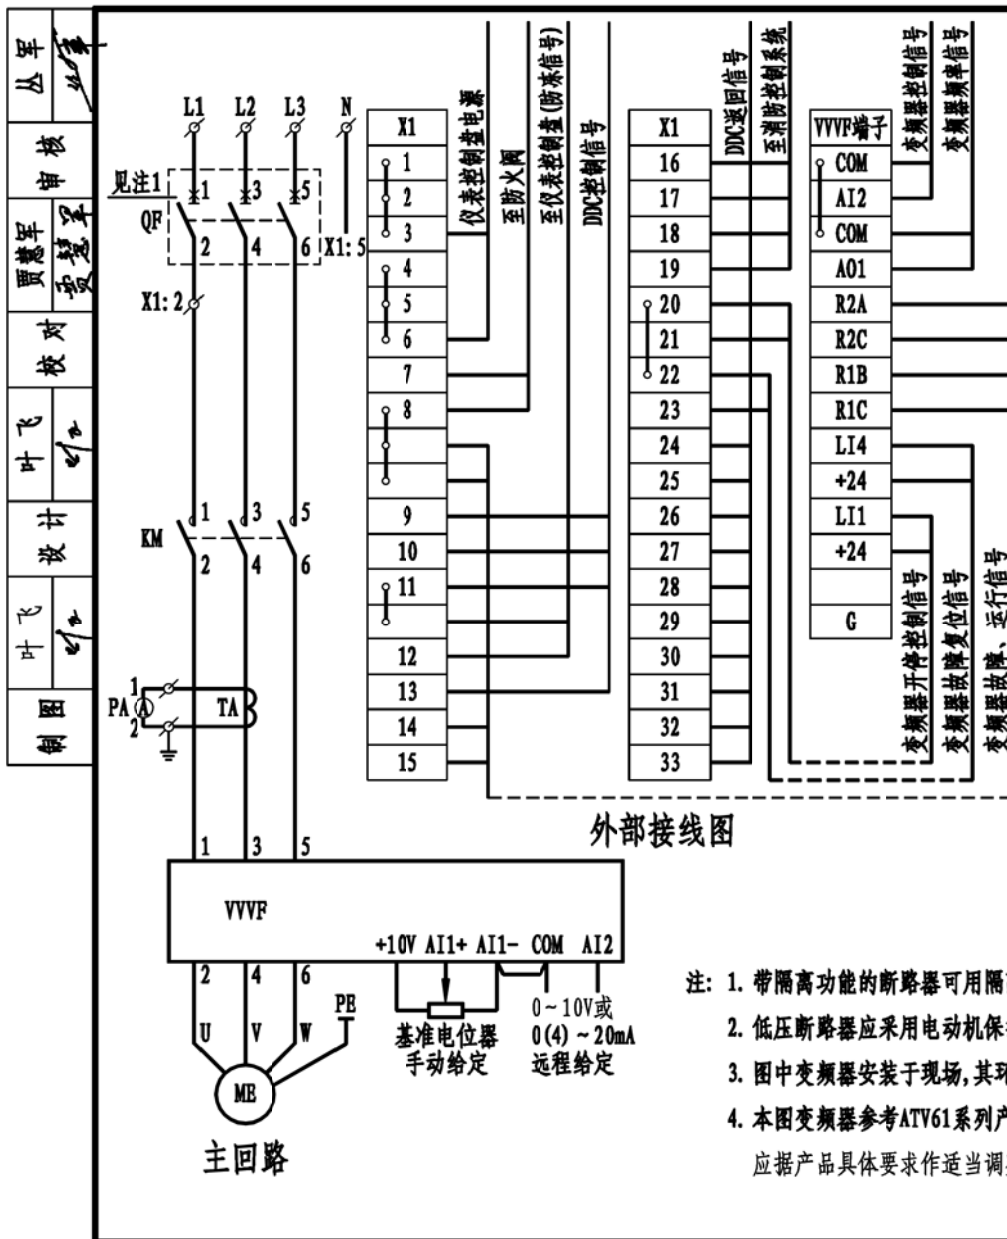 丛军
审核
贾慧军
贾慧军
校对
叶飞
设计
叶飞
制图
L1 L2 L3 N
见注1
QF
1 3 5
2 4 6
X1: 5
X1: 2
KM
1 3 5
2 4 6
PA A
1
2
TA
1 3 5
VVVF
+10V AI1+ AI1- COM AI2
2 4 6
U V W
PE
ME
基准电位器
手动给定
0~10V或
0(4)~20mA
远程给定
主回路
X1
1
2
3
4
5
6
7
8
9
10
11
12
13
14
15
仪表控制盘电源
至防火阀
至仪表控制盘(防冻信号)
DDC控制信号
X1
16
17
18
19
20
21
22
23
24
25
26
27
28
29
30
31
32
33
DDC返回信号
至消防控制系统
VVVF端子
COM
AI2
COM
AO1
R2A
R2C
R1B
R1C
LI4
+24
LI1
+24
G
变频器控制信号
变频器频率信号
变频器开停控制信号
变频器故障复位信号
变频器故障、运行信号
外部接线图
注: 1. 带隔离功能的断路器可用隔
2. 低压断路器应采用电动机保
3. 图中变频器安装于现场,其环
4. 本图变频器参考ATV61系列产
应据产品具体要求作适当调